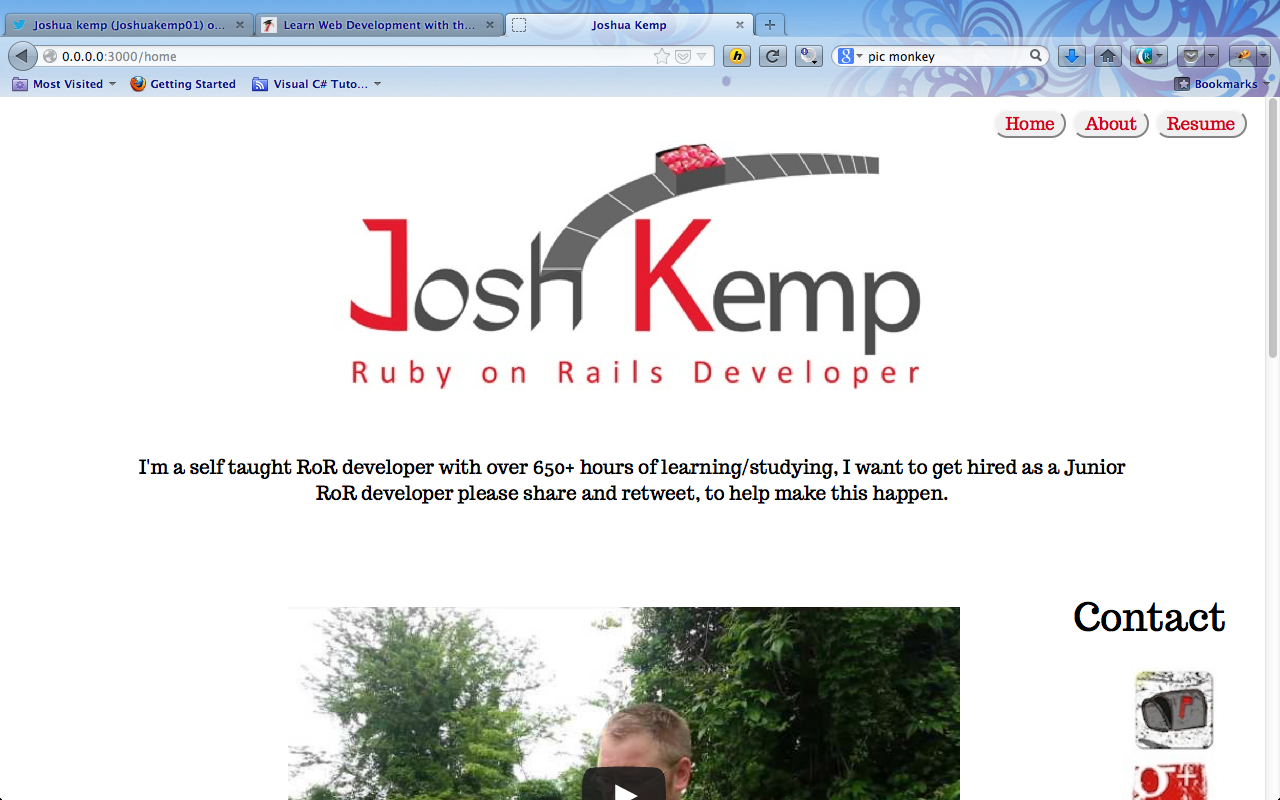 Joshua kemp (Joshuakemp01) o...
Learn Web Development with th...
Joshua Kemp
0.0.0.0:3000/home
pic monkey
Most Visited
Getting Started
Visual C# Tuto...
Bookmarks
Home
About
Resume
Josh Kemp
Ruby on Rails Developer
I'm a self taught RoR developer with over 650+ hours of learning/studying, I want to get hired as a Junior
RoR developer please share and retweet, to help make this happen.
Contact
g+